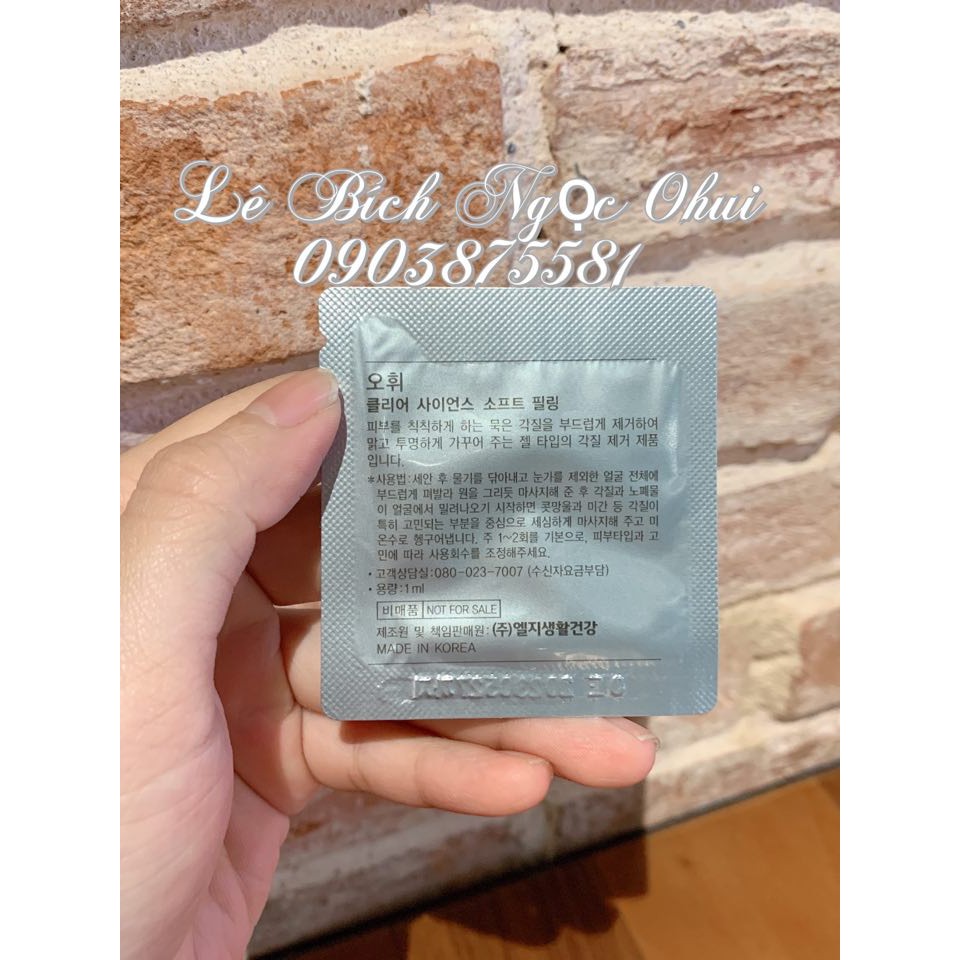 Lê Bích Ngọc Ohui
0903875581
오휘
클리어 사이언스 소프트 필링
피부를 칙칙하게 하는 묵은 각질을 부드럽게 제거하여
맑고 투명하게 가꾸어 주는 젤 타입의 각질 제거 제품
입니다.
*사용법:세안 후 물기를 닦아내고 눈가를 제외한 얼굴 전체에
부드럽게 펴발라 원을 그리듯 마사지해 준 후 각질과 노폐물
이 얼굴에서 밀려나오기 시작하면 콧망울과 미간 등 각질이
특히 고민되는 부분을 중심으로 세심하게 마사지해 주고 미
온수로 헹구어냅니다. 주 1~2회를 기본으로, 피부타입과 고
민에 따라 사용회수를 조정해주세요.
•고객상담실:080-023-7007 (수신자요금부담)
•용량:1ml
비매품 NOT FOR SALE
제조원 및 책임판매원: (주)엘지생활건강
MADE IN KOREA